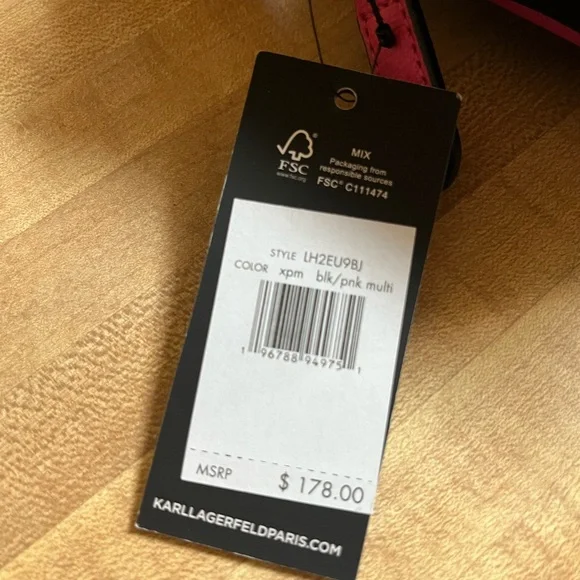 FSC®
www.fsc.org
MIX
Packaging from
responsible sources
FSC® C111474
STYLE LH2EU9BJ
COLOR xpm blk/pnk multi
1 96788 94975 1
MSRP $ 178.00
KARLLAGERFELDPARIS.COM